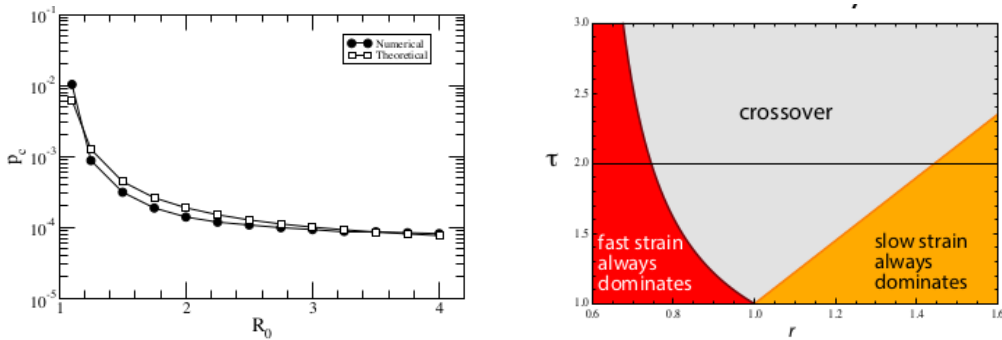 10⁻¹
10⁻²
10⁻³
10⁻⁴
10⁻⁵
p_c
Numerical
Theoretical
1
2
3
4
R_0
3.0
2.5
2.0
1.5
1.0
τ
crossover
fast strain
always
dominates
slow strain
always
dominates
0.6
0.8
1.0
1.2
1.4
1.6
r